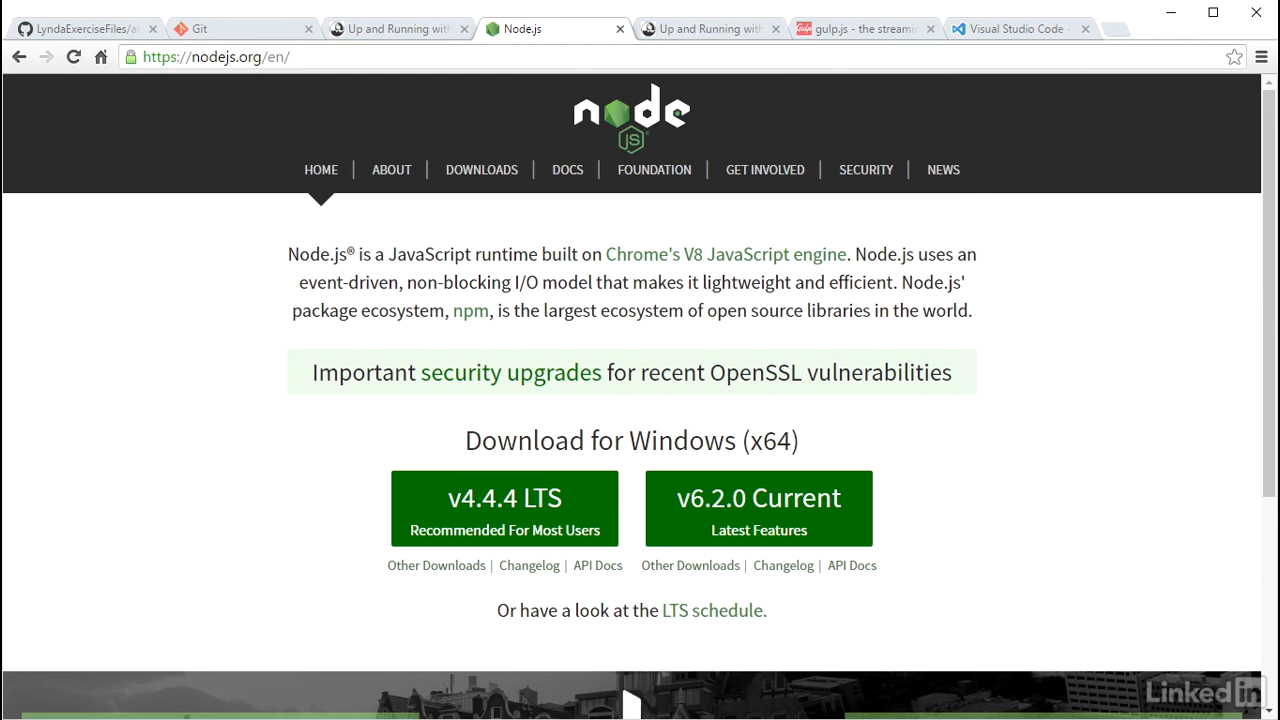 LyndaExerciseFiles/a
Git
Up and Running with
Node.js
Up and Running with
gulp.js - the streamin
Visual Studio Code -
https://nodejs.org/en/
node
JS
HOME | ABOUT | DOWNLOADS | DOCS | FOUNDATION | GET INVOLVED | SECURITY | NEWS
Node.js® is a JavaScript runtime built on Chrome's V8 JavaScript engine. Node.js uses an
event-driven, non-blocking I/O model that makes it lightweight and efficient. Node.js'
package ecosystem, npm, is the largest ecosystem of open source libraries in the world.
Important security upgrades for recent OpenSSL vulnerabilities
Download for Windows (x64)
v4.4.4 LTS
Recommended For Most Users
v6.2.0 Current
Latest Features
Other Downloads | Changelog | API Docs
Other Downloads | Changelog | API Docs
Or have a look at the LTS schedule.
LinkedIn